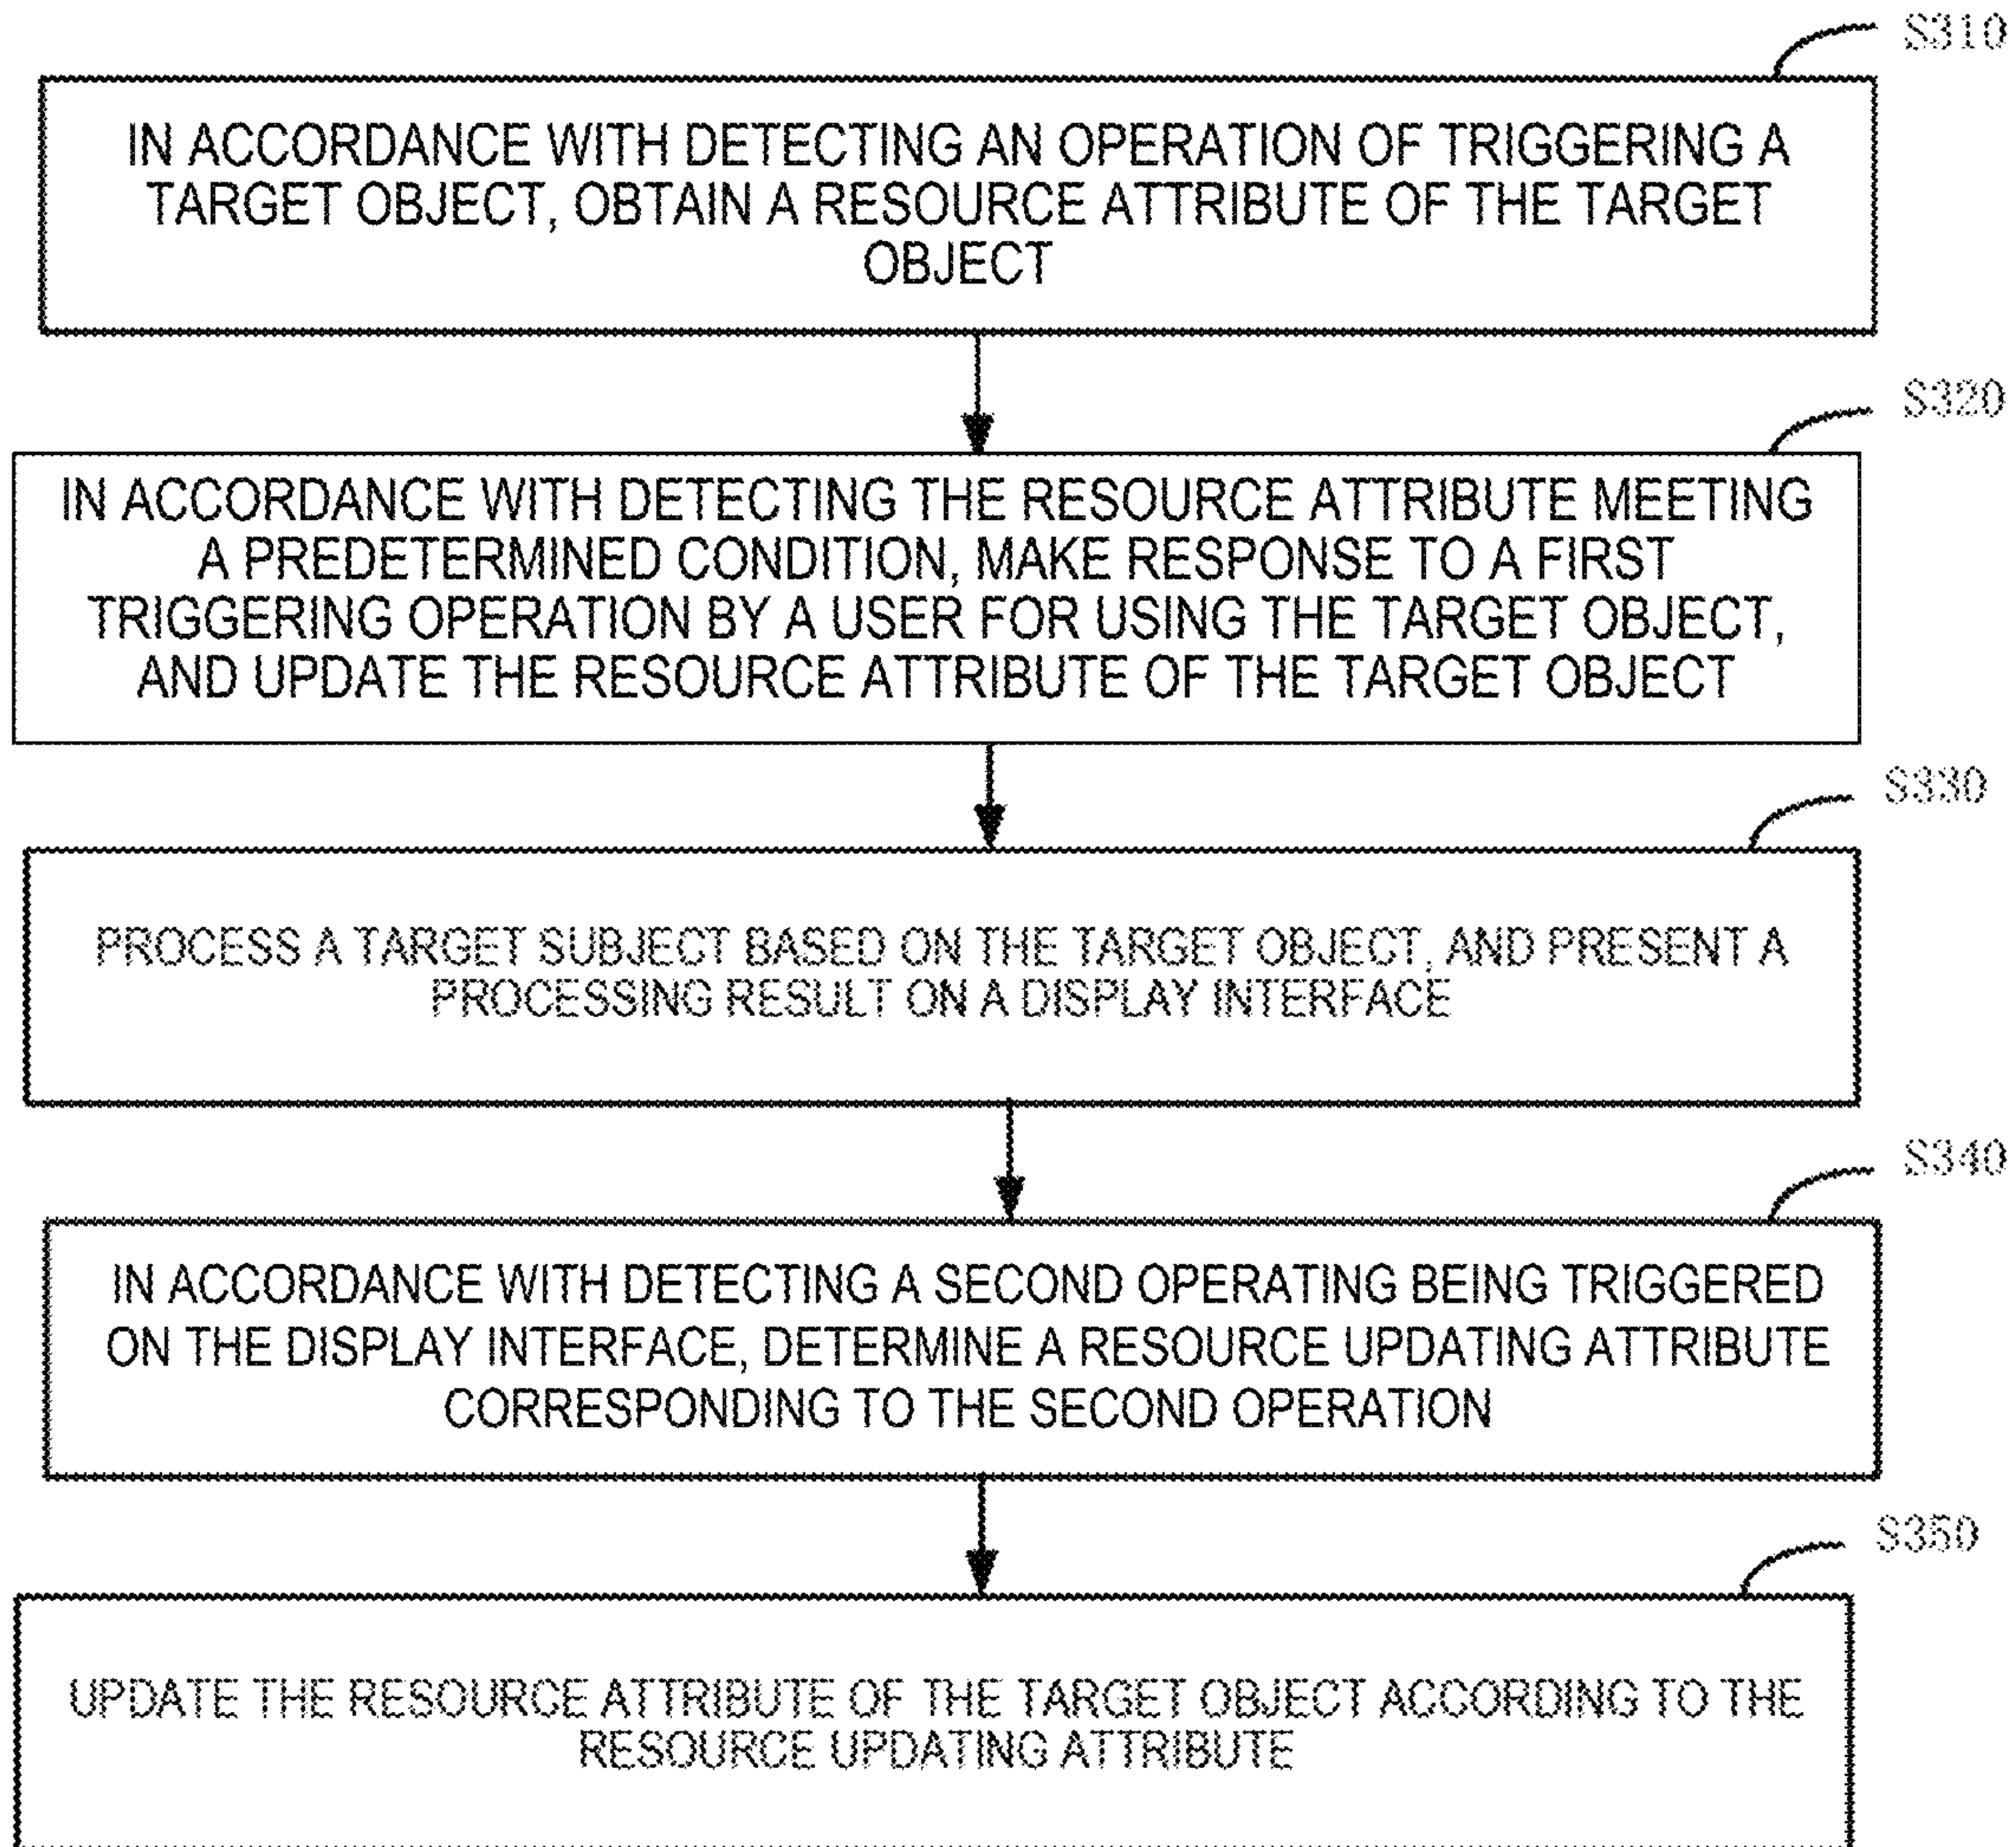 S310
IN ACCORDANCE WITH DETECTING AN OPERATION OF TRIGGERING A
TARGET OBJECT, OBTAIN A RESOURCE ATTRIBUTE OF THE TARGET
OBJECT
S320
IN ACCORDANCE WITH DETECTING THE RESOURCE ATTRIBUTE MEETING
A PREDETERMINED CONDITION, MAKE RESPONSE TO A FIRST
TRIGGERING OPERATION BY A USER FOR USING THE TARGET OBJECT,
AND UPDATE THE RESOURCE ATTRIBUTE OF THE TARGET OBJECT
S330
PROCESS A TARGET SUBJECT BASED ON THE TARGET OBJECT, AND PRESENT A
PROCESSING RESULT ON A DISPLAY INTERFACE
S340
IN ACCORDANCE WITH DETECTING A SECOND OPERATING BEING TRIGGERED
ON THE DISPLAY INTERFACE, DETERMINE A RESOURCE UPDATING ATTRIBUTE
CORRESPONDING TO THE SECOND OPERATION
S350
UPDATE THE RESOURCE ATTRIBUTE OF THE TARGET OBJECT ACCORDING TO THE
RESOURCE UPDATING ATTRIBUTE